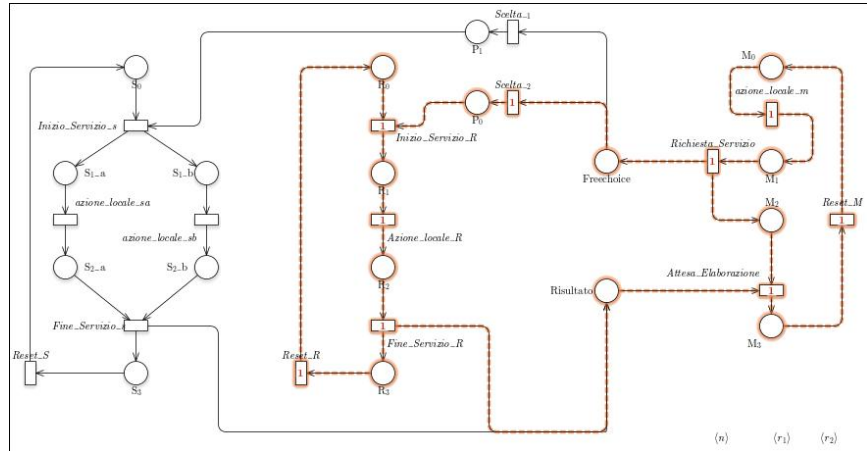 Scelta_1
P₁
S₀
R₀
M₀
azione_locale_m
1
Scelta_2
1
P₀
Inizio_Servizio_s
1
Inizio_Servizio_R
Richiesta_Servizio
1
Freechoice
M₁
S₁_a
S₁_b
R₁
M₂
Reset_M
1
azione_locale_sa
azione_locale_sb
1
Azione_locale_R
S₂_a
S₂_b
R₂
Attesa_Elaborazione
1
Risultato
Fine_Servizio_s
1
Fine_Servizio_R
M₃
Reset_S
S₃
Reset_R
1
R₃
⟨n⟩ ⟨r₁⟩ ⟨r₂⟩